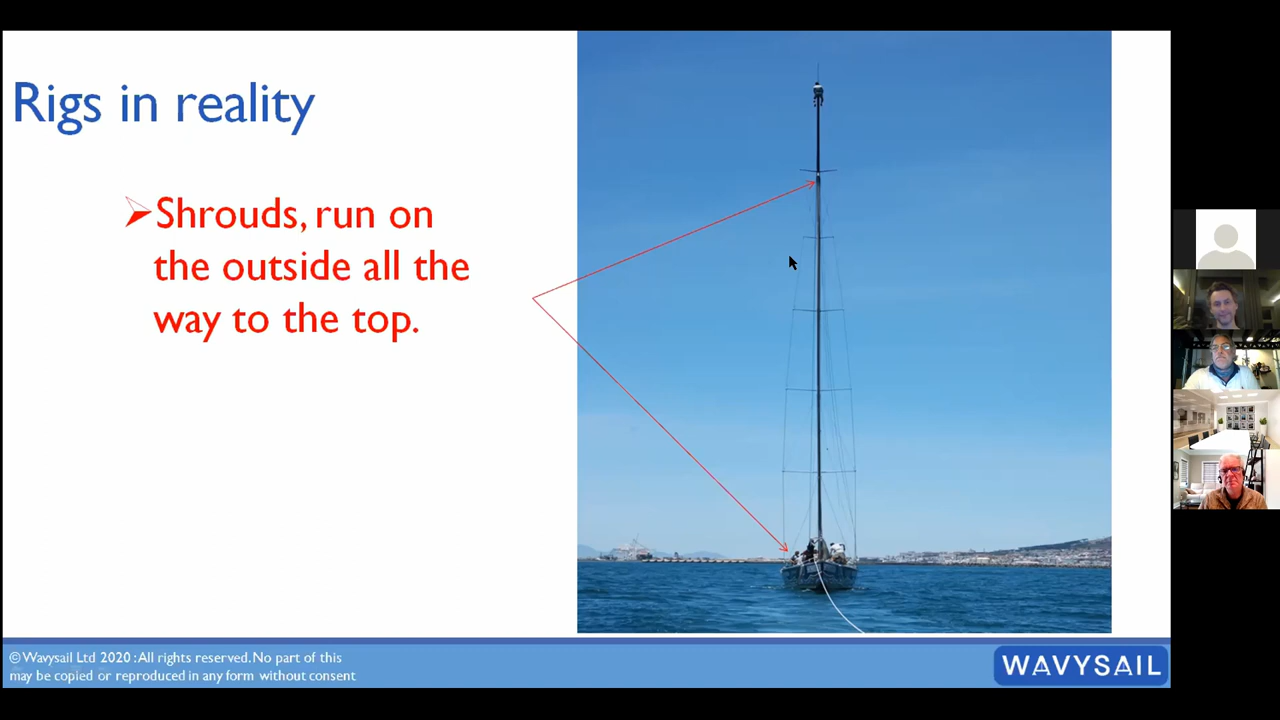 Rigs in reality
Shrouds, run on
the outside all the
way to the top.
© Wavysail Ltd 2020 : All rights reserved. No part of this
may be copied or reproduced in any form without consent
WAVYSAIL